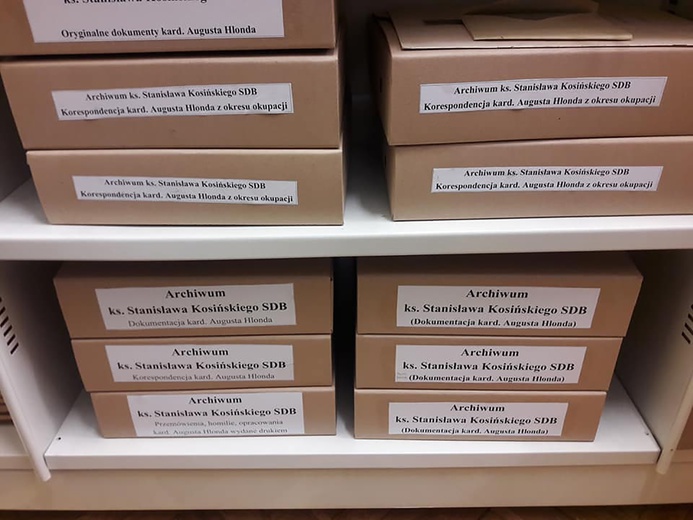 ks. Stanisława
Oryginalne dokumenty kard. Augusta Hlonda
Archiwum ks. Stanisława Kosińskiego SDB
Korespondencja kard. Augusta Hlonda z okresu okupacji
Archiwum ks. Stanisława Kosińskiego SDB
Korespondencja kard. Augusta Hlonda z okresu okupacji
Archiwum ks. Stanisława Kosińskiego SDB
Korespondencja kard. Augusta Hlonda z okresu okupacji
Archiwum ks. Stanisława Kosińskiego SDB
Korespondencja kard. Augusta Hlonda z okresu okupacji
Archiwum
ks. Stanisława Kosińskiego SDB
Dokumentacja kard. Augusta Hlonda
Archiwum
ks. Stanisława Kosińskiego SDB
Korespondencja kard. Augusta Hlonda
Archiwum
ks. Stanisława Kosińskiego SDB
Przemówienia, homilie, opracowania
kard. Augusta Hlonda wydane drukiem
Archiwum
ks. Stanisława Kosińskiego SDB
(Dokumentacja kard. Augusta Hlonda)
Archiwum
ks. Stanisława Kosińskiego SDB
(Dokumentacja kard. Augusta Hlonda)
Archiwum
ks. Stanisława Kosińskiego SDB
(Dokumentacja kard. Augusta Hlonda)